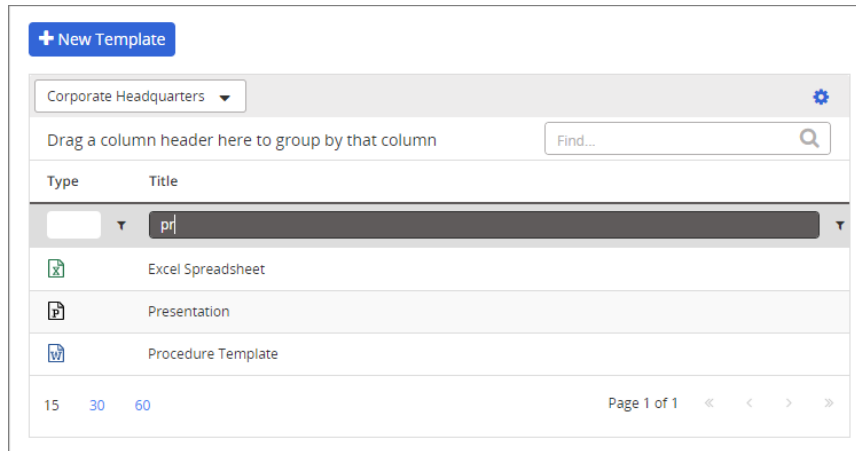 New Template
Corporate Headquarters
Drag a column header here to group by that column Find...
Type Title
pr
Excel Spreadsheet
Presentation
Procedure Template
15 30 60 Page 1 of 1 « < > »